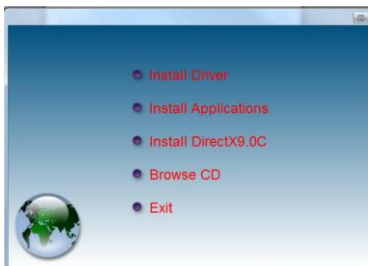 Install Driver
Install Applications
Install DirectX9.0C
Browse CD
Exit